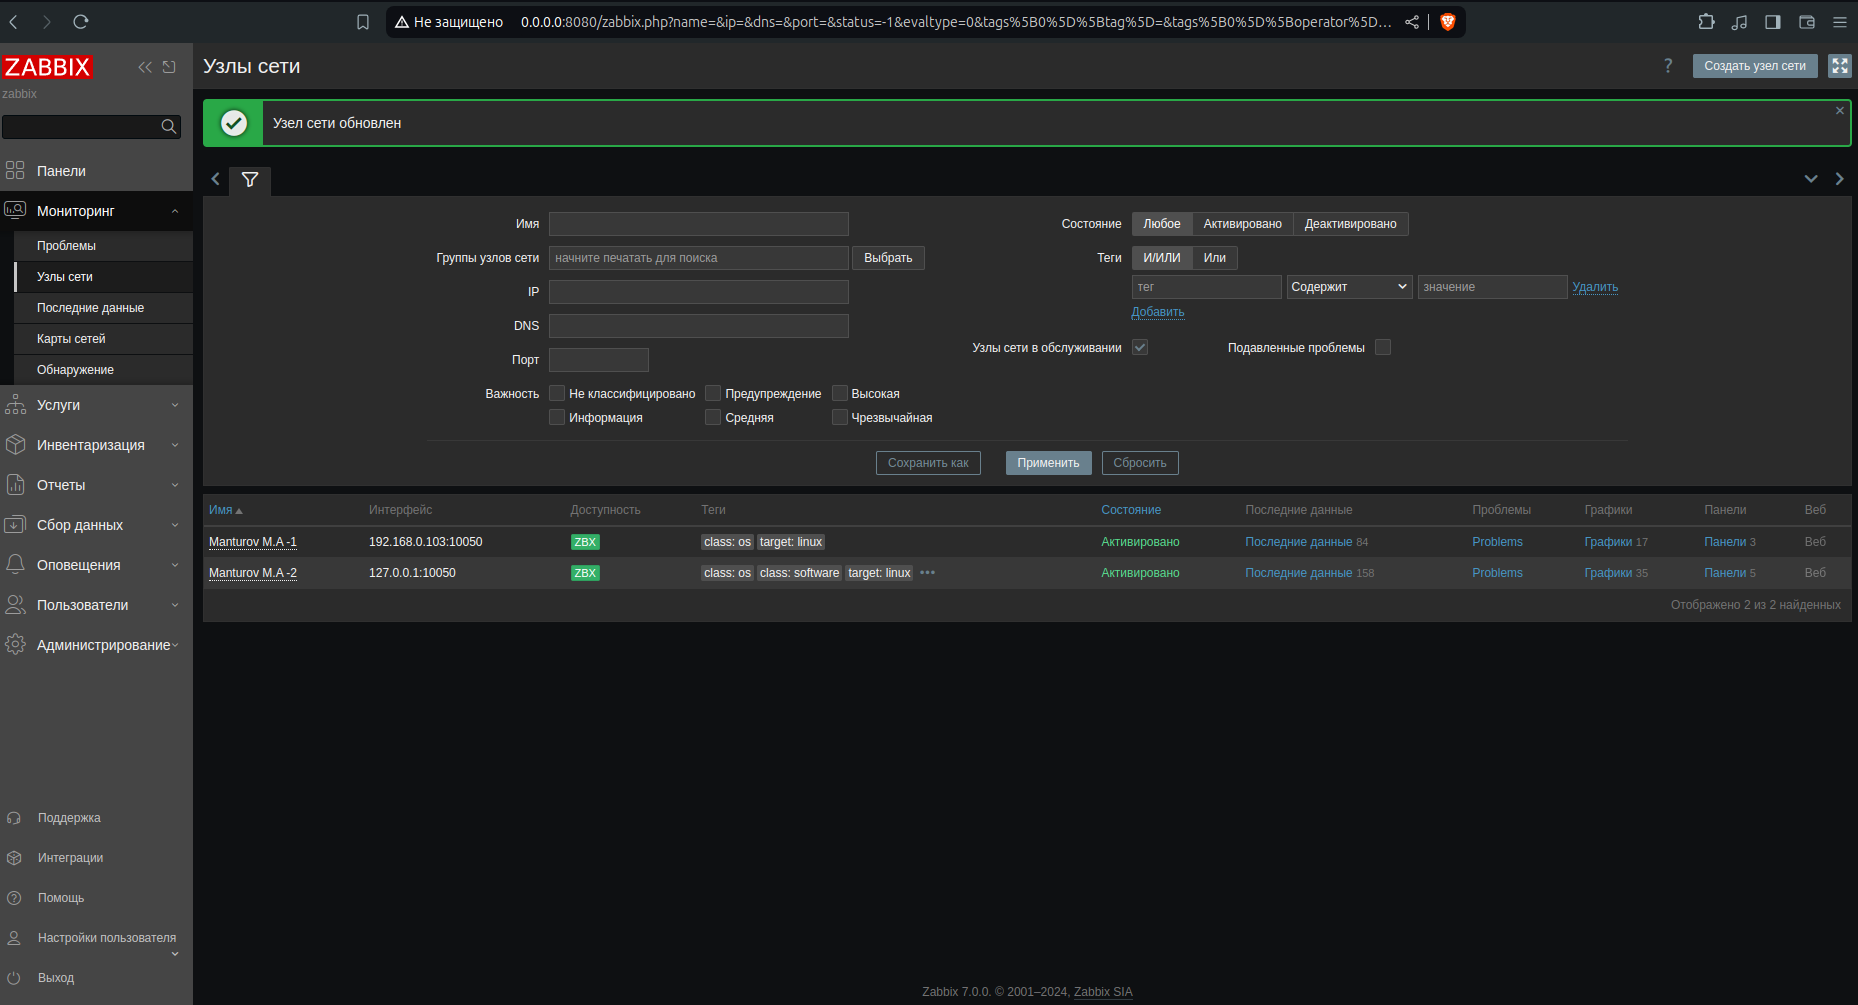 Не защищено 0.0.0.0:8080/zabbix.php?name=&ip=&dns=&port=&status=-1&evaltype=0&tags%5B0%5D%5Btag%5D=&tags%5B0%5D%5Boperator%5D...
ZABBIX
zabbix
Панели
Мониторинг
Проблемы
Узлы сети
Последние данные
Карты сетей
Обнаружение
Услуги
Инвентаризация
Отчеты
Сбор данных
Оповещения
Пользователи
Администрирование
Поддержка
Интеграции
Помощь
Настройки пользователя
Выход
Узлы сети
? Создать узел сети
Узел сети обновлен
Имя
Группы узлов сети начните печатать для поиска Выбрать
IP
DNS
Порт
Важность Не классифицировано Предупреждение Высокая
Информация Средняя Чрезвычайная
Состояние Любое Активировано Деактивировано
Теги И/ИЛИ Или
тег Содержит значение Удалить
Добавить
Узлы сети в обслуживании Подавленные проблемы
Сохранить как Применить Сбросить
Имя Интерфейс Доступность Теги Состояние Последние данные Проблемы Графики Панели Веб
Manturov M.A -1 192.168.0.103:10050 ZBX class: os target: linux Активировано Последние данные 84 Problems Графики 17 Панели 3 Веб
Manturov M.A -2 127.0.0.1:10050 ZBX class: os class: software target: linux ••• Активировано Последние данные 158 Problems Графики 35 Панели 5 Веб
Отображено 2 из 2 найденных
Zabbix 7.0.0. © 2001–2024, Zabbix SIA